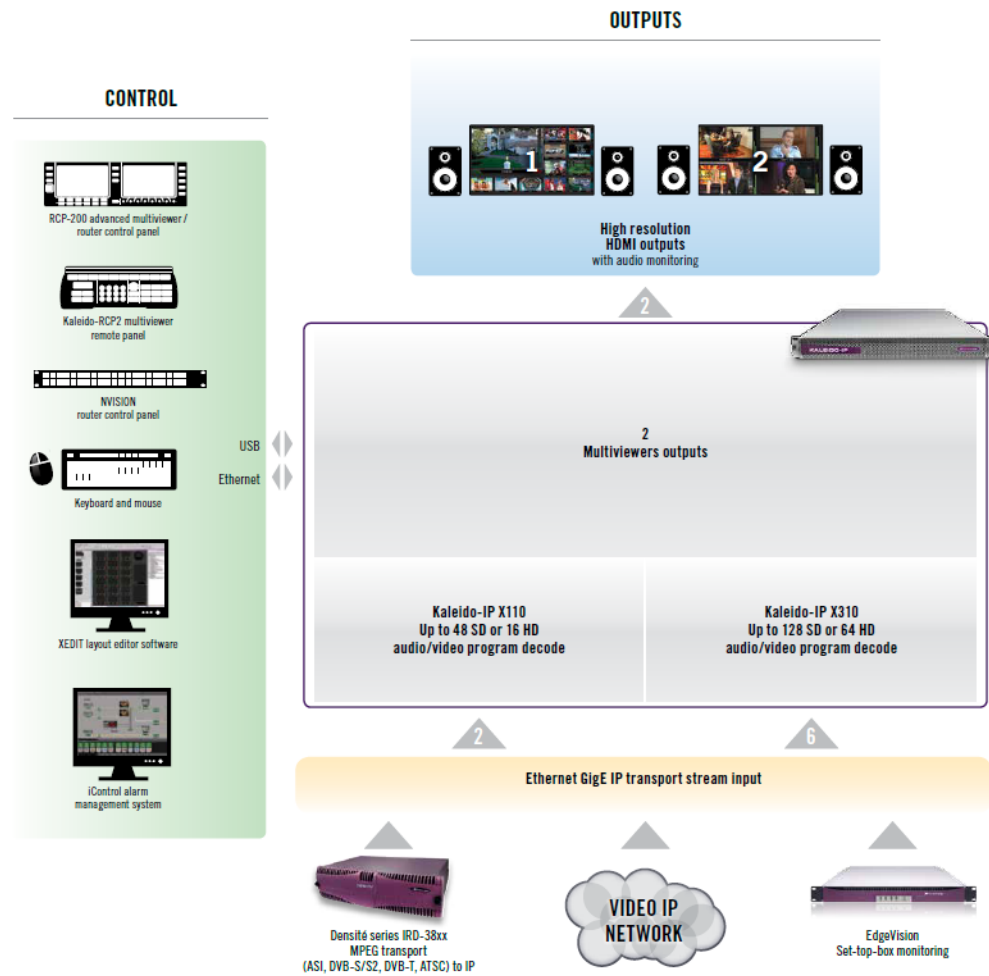 OUTPUTS
CONTROL
1
2
High resolution
HDMI outputs
with audio monitoring
RCP-200 advanced multiviewer /
router control panel
Kaleido-RCP2 multiviewer
remote panel
NVISION
router control panel
Keyboard and mouse
XEDIT layout editor software
iControl alarm
management system
USB
Ethernet
2
KALEIDO-IP
2
Multiviewers outputs
Kaleido-IP X110
Up to 48 SD or 16 HD
audio/video program decode
Kaleido-IP X310
Up to 128 SD or 64 HD
audio/video program decode
2
6
Ethernet GigE IP transport stream input
Densité series IRD-38xx
MPEG transport
(ASI, DVB-S/S2, DVB-T, ATSC) to IP
VIDEO IP
NETWORK
EdgeVision
Set-top-box monitoring